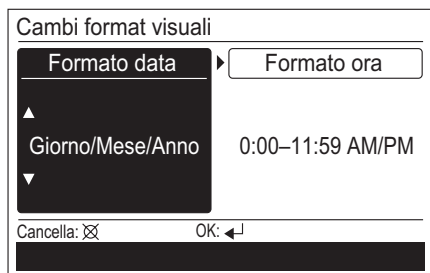 Cambi format visuali
Formato data Formato ora
Giorno/Mese/Anno 0:00–11:59 AM/PM
Cancella: OK: